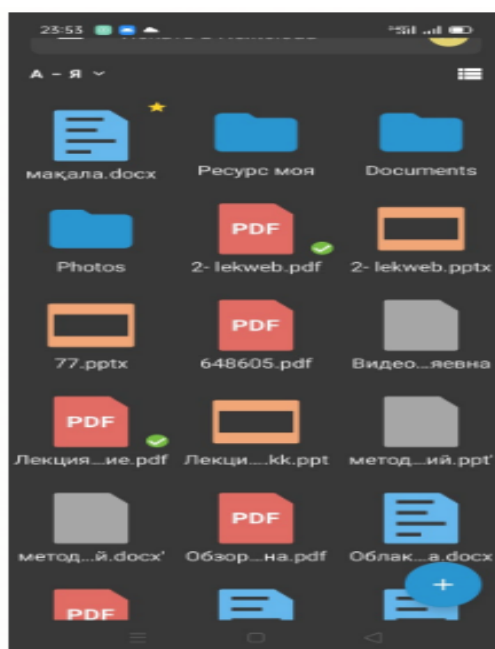 23:53
А – Я
мақала.docx Ресурс моя Documents
PDF
Photos 2- lekweb.pdf 2- lekweb.pptx
PDF
77.pptx 648605.pdf Видео...яевна
PDF
Лекция...ие.pdf Лекци....kk.ppt метод...ий.ppt'
PDF
метод...й.docx' Обзор...на.pdf Облак...а.docx
PDF